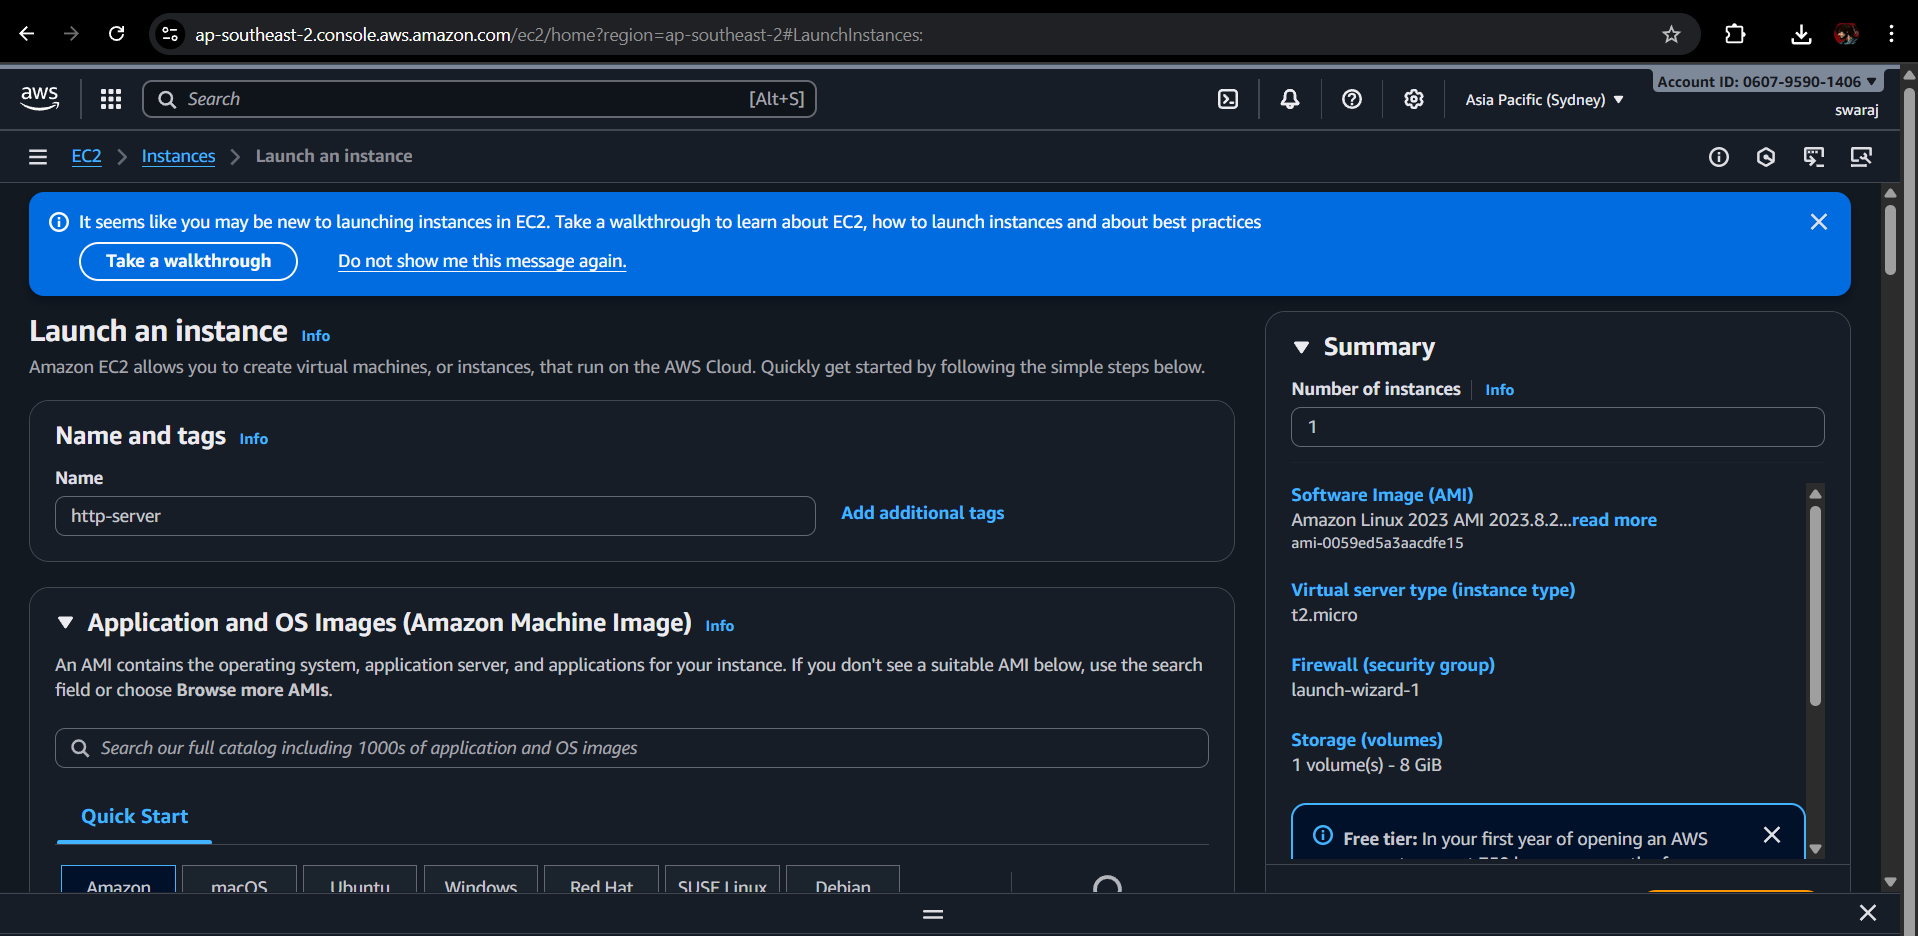 ap-southeast-2.console.aws.amazon.com/ec2/home?region=ap-southeast-2#LaunchInstances:
aws
Search
[Alt+S]
Asia Pacific (Sydney)
Account ID: 0607-9590-1406
swaraj
EC2
Instances
Launch an instance
It seems like you may be new to launching instances in EC2. Take a walkthrough to learn about EC2, how to launch instances and about best practices
Take a walkthrough
Do not show me this message again.
Launch an instance Info
Amazon EC2 allows you to create virtual machines, or instances, that run on the AWS Cloud. Quickly get started by following the simple steps below.
Name and tags Info
Name
http-server
Add additional tags
Application and OS Images (Amazon Machine Image) Info
An AMI contains the operating system, application server, and applications for your instance. If you don't see a suitable AMI below, use the search
field or choose Browse more AMIs.
Search our full catalog including 1000s of application and OS images
Quick Start
Amazon
macOS
Ubuntu
Windows
Red Hat
SUSE Linux
Debian
Summary
Number of instances Info
1
Software Image (AMI)
Amazon Linux 2023 AMI 2023.8.2...read more
ami-0059ed5a3aacdfe15
Virtual server type (instance type)
t2.micro
Firewall (security group)
launch-wizard-1
Storage (volumes)
1 volume(s) - 8 GiB
Free tier: In your first year of opening an AWS